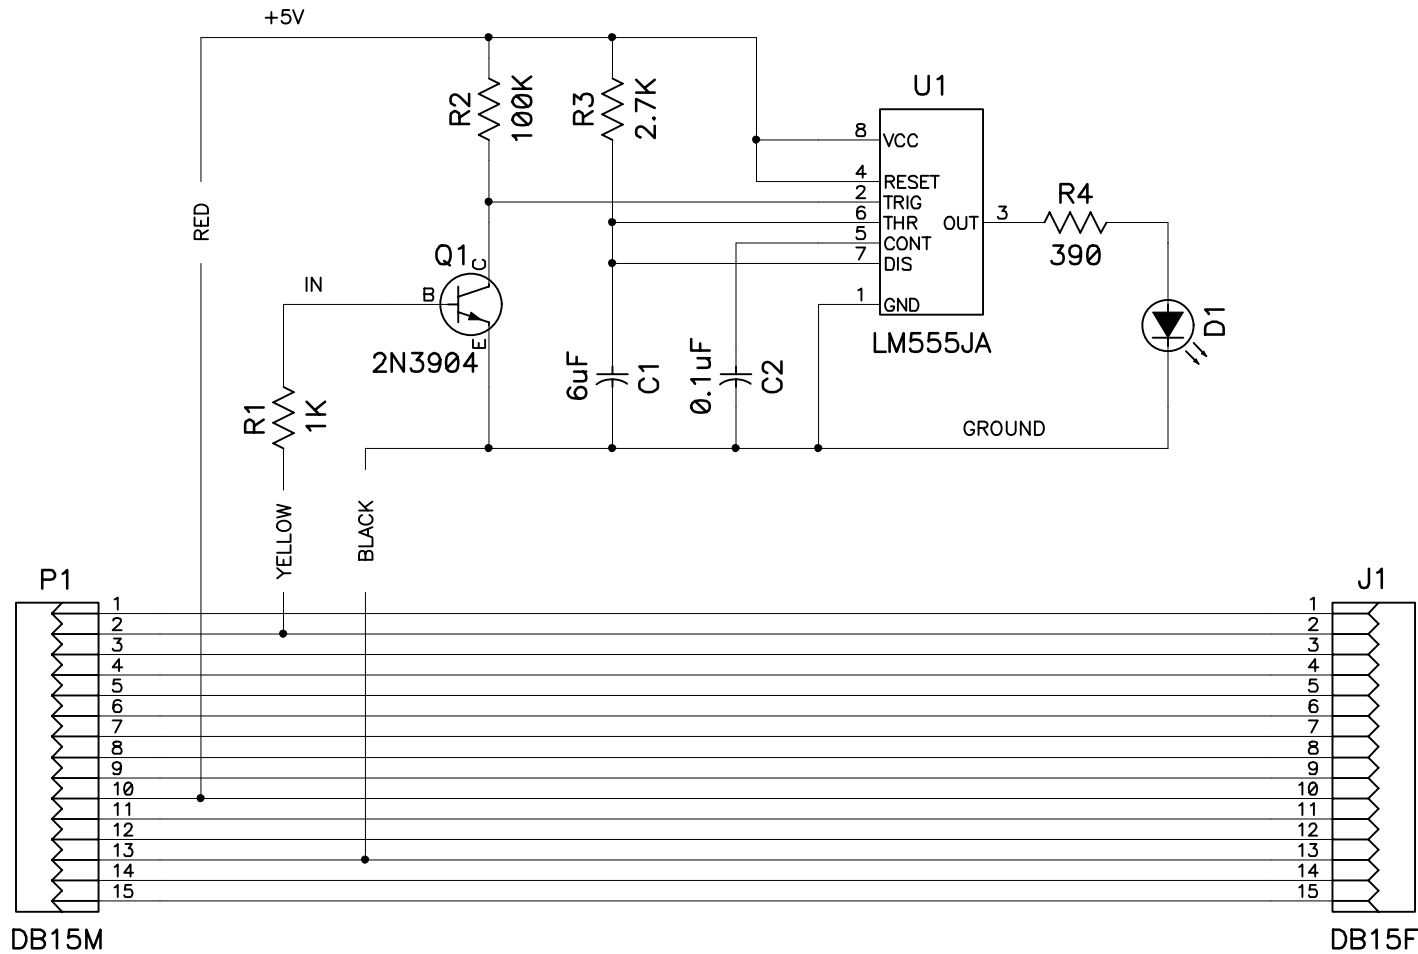 +5V
U1
R2
100K
R3
2.7K
8
VCC
4
RESET
2
TRIG
6
THR
5
CONT
7
DIS
1
GND
OUT
3
LM555JA
R4
390
D1
RED
IN
Q1
C
B
E
2N3904
R1
1K
6uF
C1
0.1uF
C2
GROUND
YELLOW
BLACK
P1
J1
1 1
2 2
3 3
4 4
5 5
6 6
7 7
8 8
9 9
10 10
11 11
12 12
13 13
14 14
15 15
DB15M
DB15F